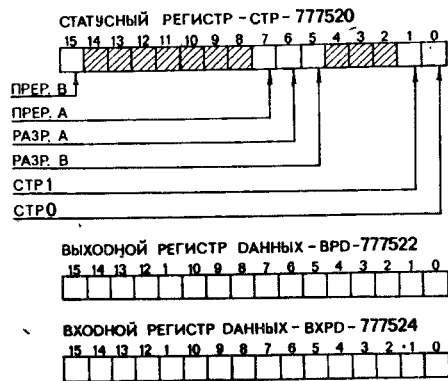 СТАТУСНЫЙ РЕГИСТР - СТР - 777520
15 14 13 12 11 10 9 8 7 6 5 4 3 2 1 0
ПРЕР. В
ПРЕР. А
РАЗР. А
РАЗР. В
СТР1
СТР0
ВЫХОДНОЙ РЕГИСТР ДАННЫХ - ВРD - 777522
15 14 13 12 1 10 9 8 7 6 5 4 3 2 1 0
ВХОДНОЙ РЕГИСТР ДАННЫХ - ВХРD - 777524
15 14 13 12 1 10 9 8 7 6 5 4 3 2 1 0